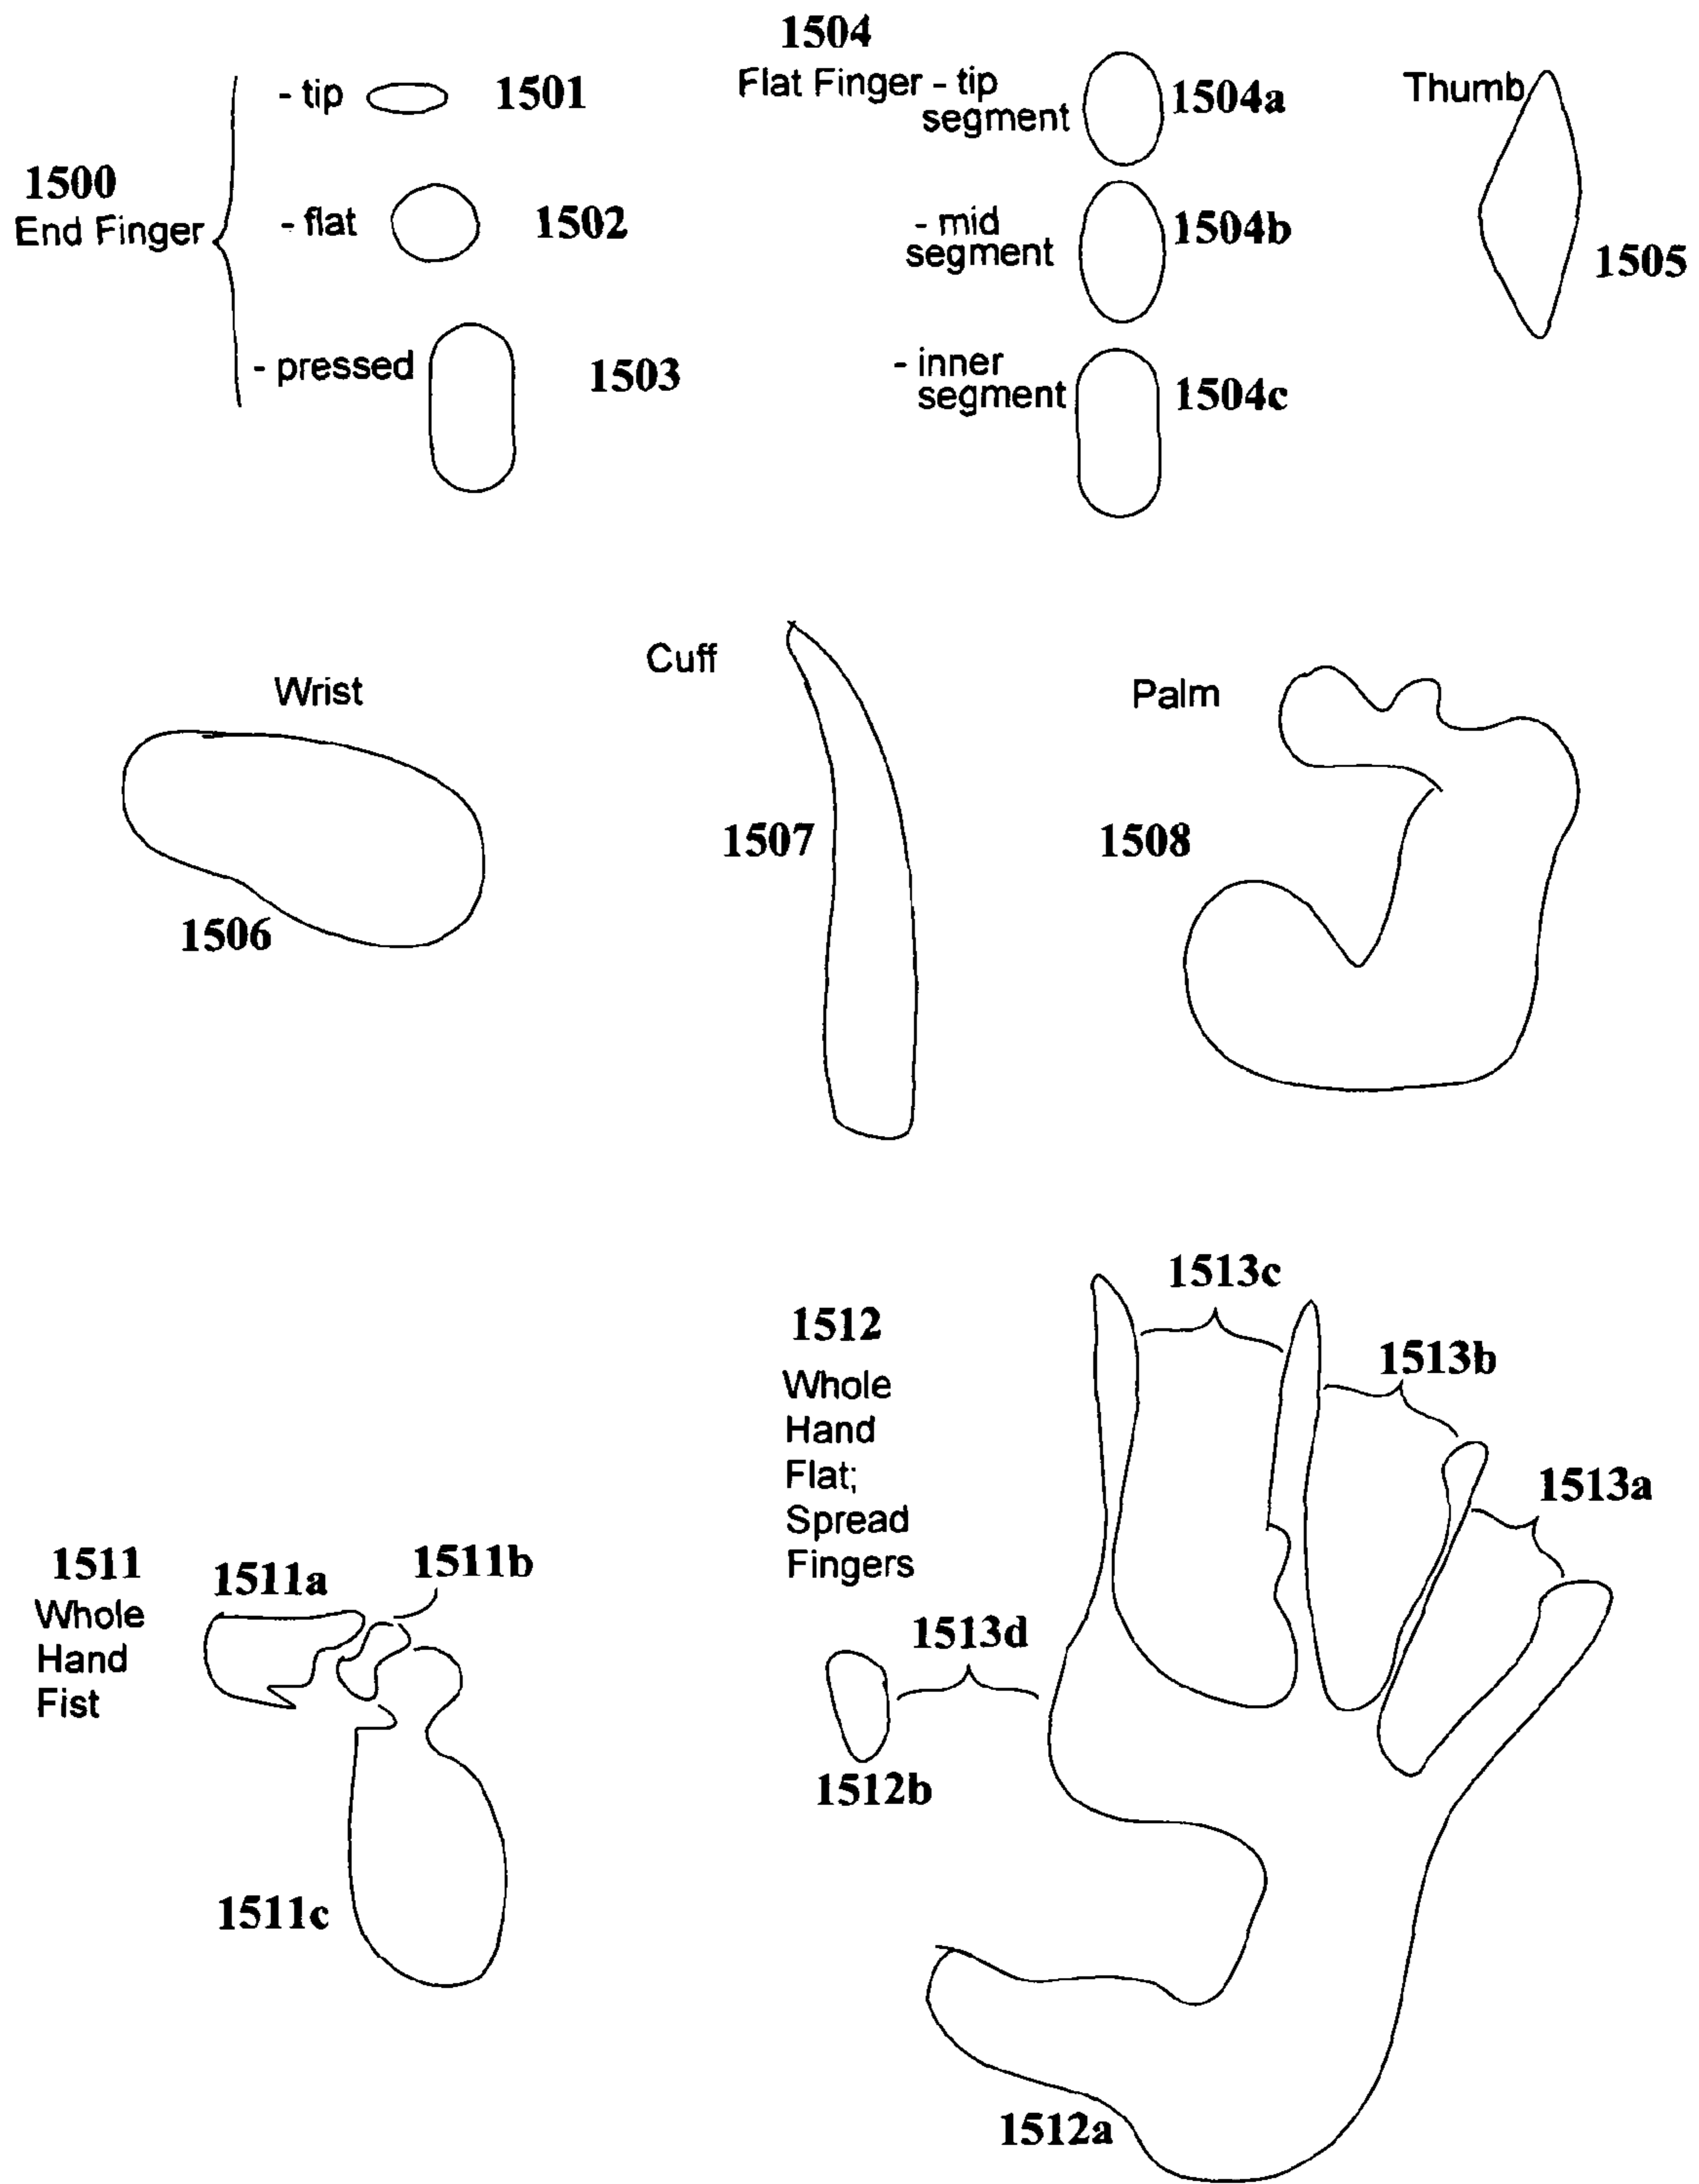 1500
End Finger
- tip 1501
- flat 1502
- pressed 1503
1504
Flat Finger - tip
segment 1504a
- mid
segment 1504b
- inner
segment 1504c
Thumb
1505
Wrist
1506
Cuff
1507
Palm
1508
1511
Whole
Hand
Fist
1511a
1511b
1511c
1512
Whole
Hand
Flat;
Spread
Fingers
1513c
1513b
1513a
1513d
1512b
1512a